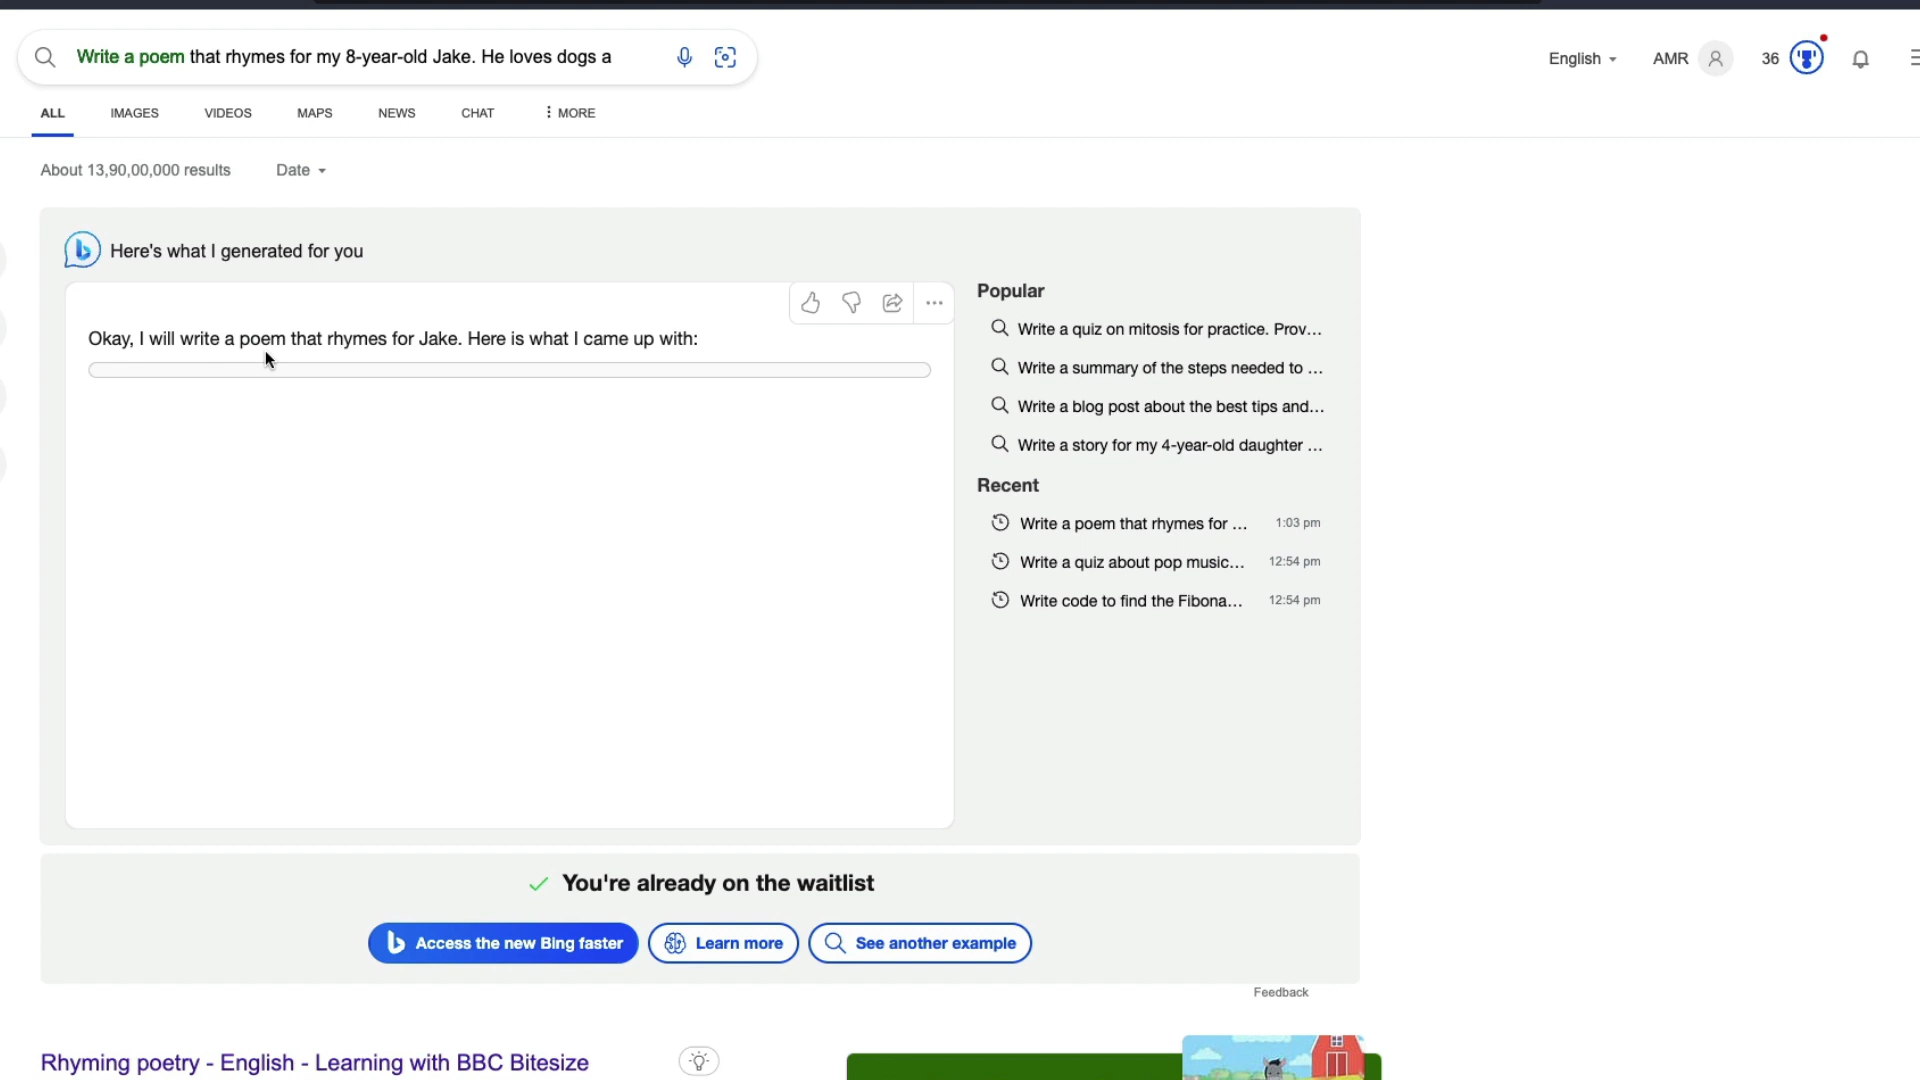 Write a poem that rhymes for my 8-year-old Jake. He loves dogs a
English
AMR
36
ALL
IMAGES
VIDEOS
MAPS
NEWS
CHAT
MORE
About 13,90,00,000 results
Date
Here's what I generated for you
Okay, I will write a poem that rhymes for Jake. Here is what I came up with:
Popular
Write a quiz on mitosis for practice. Prov...
Write a summary of the steps needed to ...
Write a blog post about the best tips and...
Write a story for my 4-year-old daughter ...
Recent
Write a poem that rhymes for ... 1:03 pm
Write a quiz about pop music... 12:54 pm
Write code to find the Fibona... 12:54 pm
You're already on the waitlist
Access the new Bing faster
Learn more
See another example
Feedback
Rhyming poetry - English - Learning with BBC Bitesize